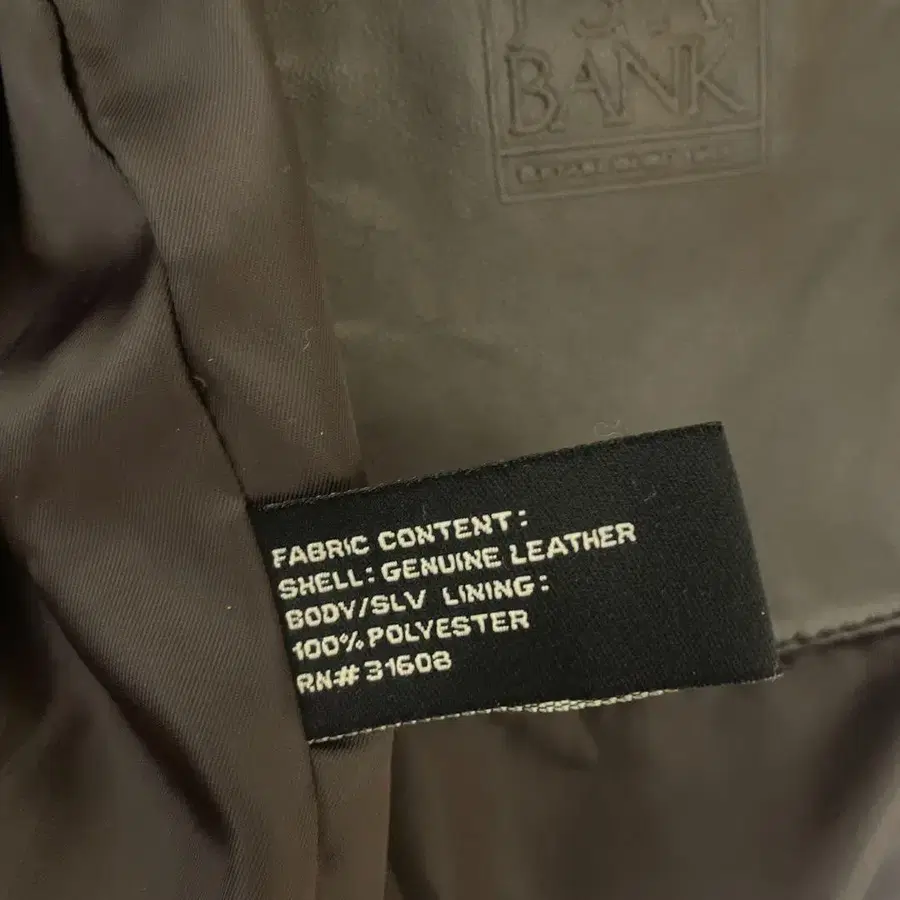 BANK
FABRIC CONTENT:
SHELL: GENUINE LEATHER
BODY/SLV LINING:
100% POLYESTER
RN# 31608